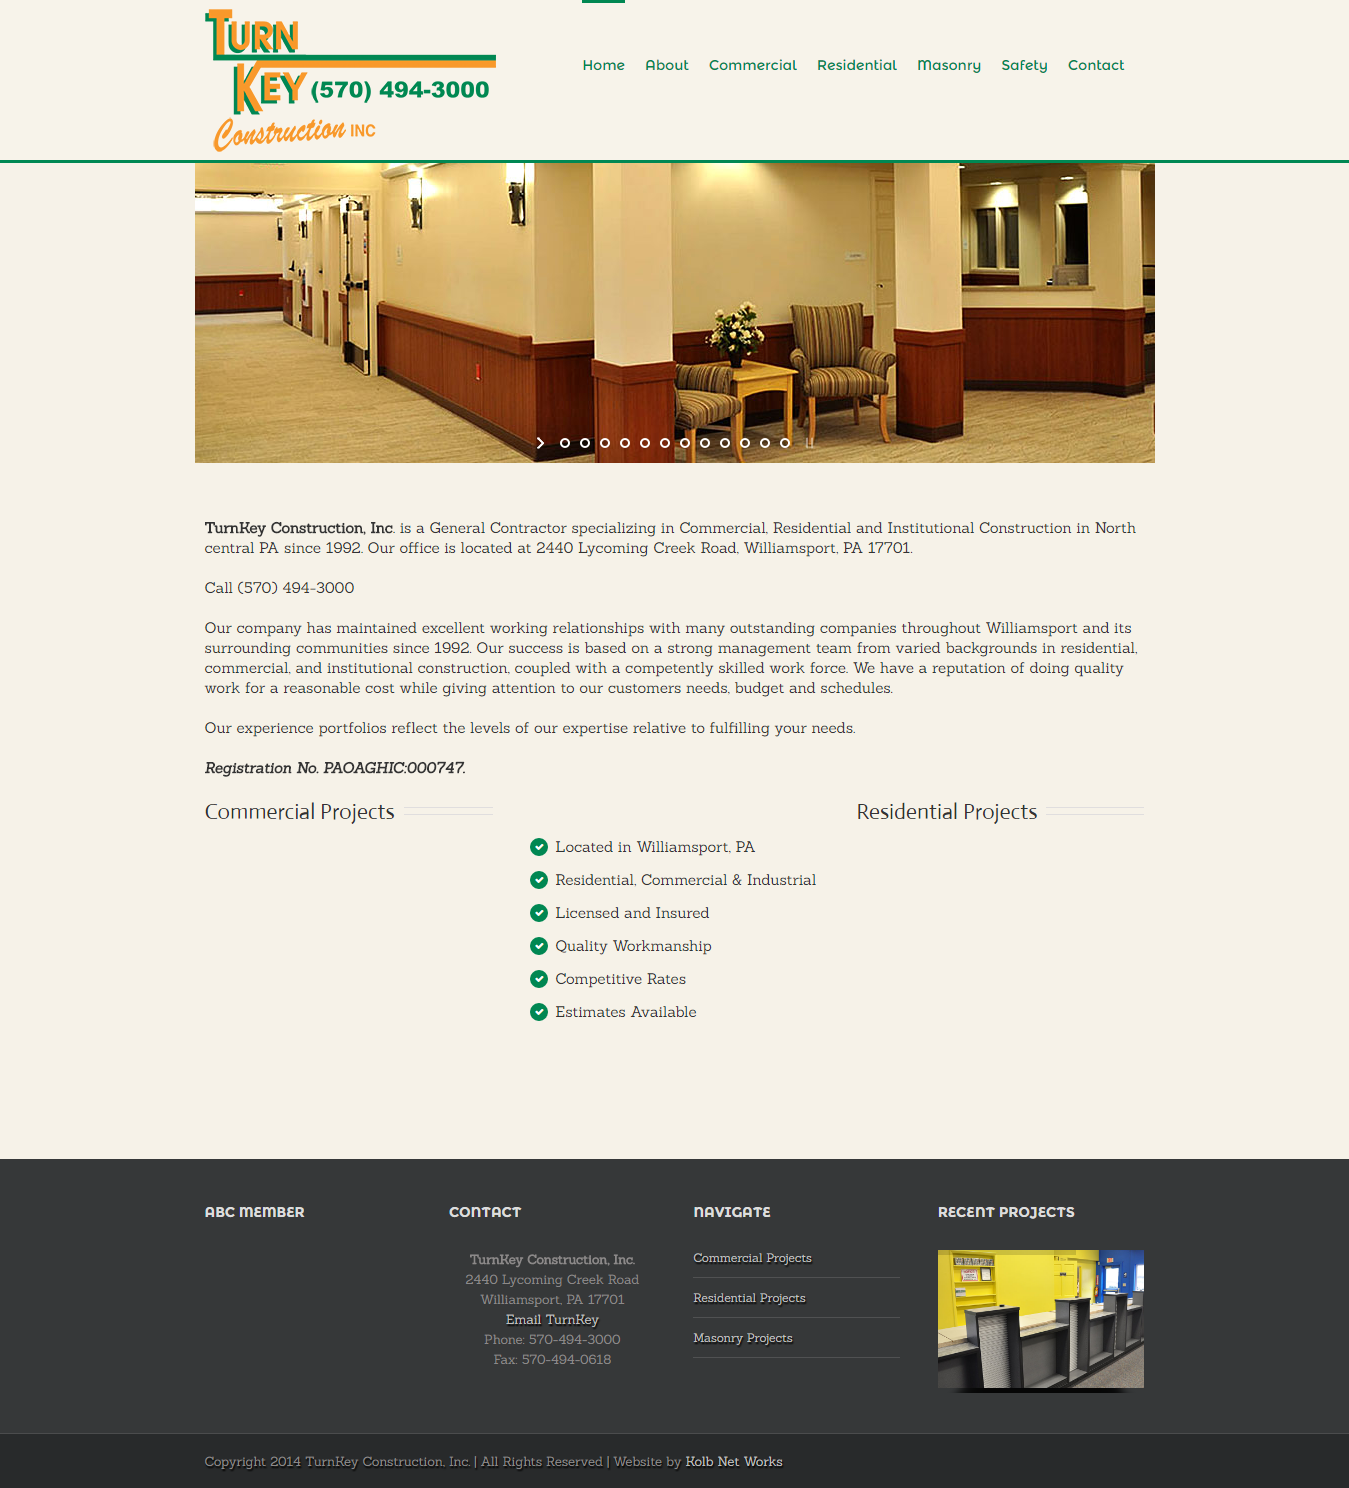 TURN
KEY (570) 494-3000
Construction INC
Home About Commercial Residential Masonry Safety Contact
TurnKey Construction, Inc. is a General Contractor specializing in Commercial, Residential and Institutional Construction in North
central PA since 1992. Our office is located at 2440 Lycoming Creek Road, Williamsport, PA 17701.
Call (570) 494-3000
Our company has maintained excellent working relationships with many outstanding companies throughout Williamsport and its
surrounding communities since 1992. Our success is based on a strong management team from varied backgrounds in residential,
commercial, and institutional construction, coupled with a competently skilled work force. We have a reputation of doing quality
work for a reasonable cost while giving attention to our customers needs, budget and schedules.
Our experience portfolios reflect the levels of our expertise relative to fulfilling your needs.
Registration No. PAOAGHIC:000747.
Commercial Projects
Located in Williamsport, PA
Residential, Commercial & Industrial
Licensed and Insured
Quality Workmanship
Competitive Rates
Estimates Available
Residential Projects
ABC MEMBER
CONTACT
TurnKey Construction, Inc.
2440 Lycoming Creek Road
Williamsport, PA 17701
Email TurnKey
Phone: 570-494-3000
Fax: 570-494-0618
NAVIGATE
Commercial Projects
Residential Projects
Masonry Projects
RECENT PROJECTS
Copyright 2014 TurnKey Construction, Inc. | All Rights Reserved | Website by Kolb Net Works